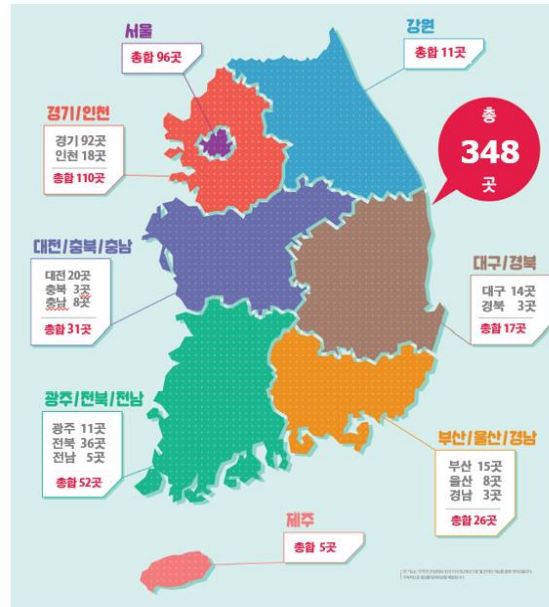 서울
총합 96곳
강원
총합 11곳
경기/인천
경기 92곳
인천 18곳
총합 110곳
총
348
곳
대전/충북/충남
대전 20곳
충북 3곳
충남 8곳
총합 31곳
대구/경북
대구 14곳
경북 3곳
총합 17곳
광주/전북/전남
광주 11곳
전북 36곳
전남 5곳
총합 52곳
부산/울산/경남
부산 15곳
울산 8곳
경남 3곳
총합 26곳
제주
총합 5곳